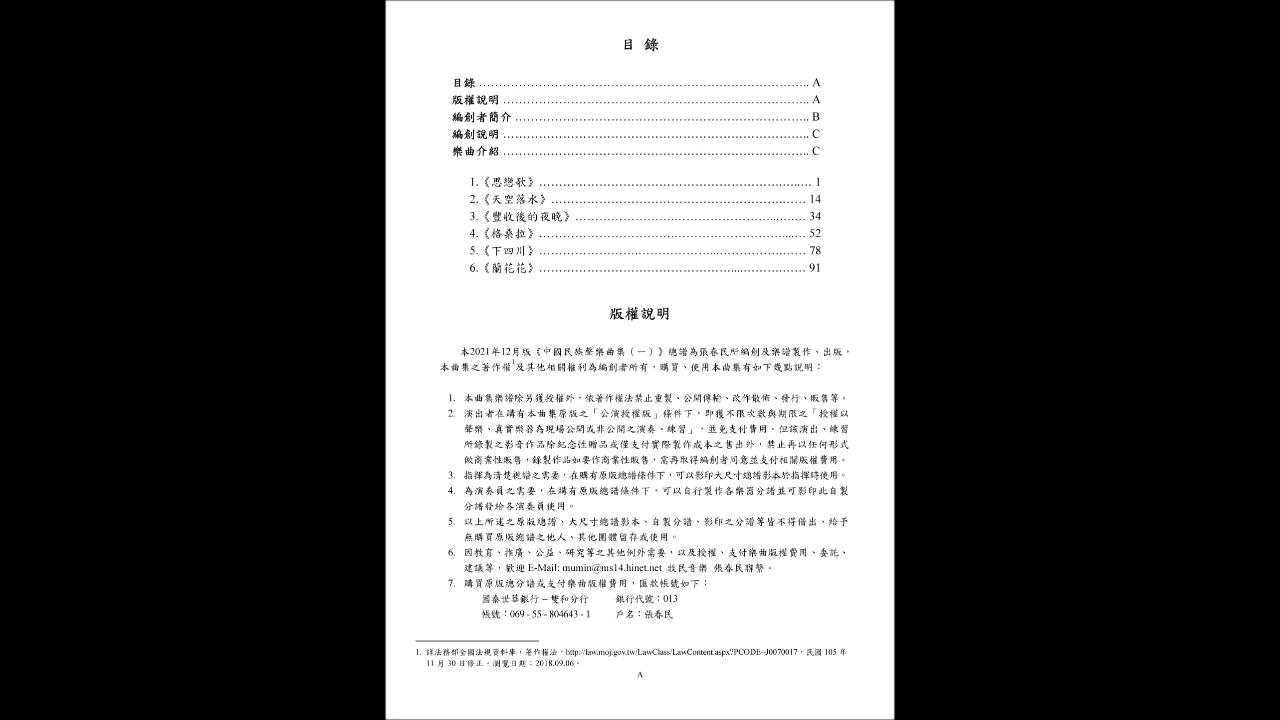 目 錄
目錄 ........................................................................ A
版權說明 ........................................................................ A
編創者簡介 ........................................................................ B
編創說明 ........................................................................ C
樂曲介紹 ........................................................................ C
1.《思戀歌》........................................................................ 1
2.《天空落水》........................................................................ 14
3.《豐收後的夜晚》........................................................................ 34
4.《格桑拉》........................................................................ 52
5.《下四川》........................................................................ 78
6.《蘭花花》........................................................................ 91
版權說明
本2021年12月版《中國民族聲樂曲集（一）》總譜為張春民所編創及樂譜製作、出版，
本曲集之著作權1及其他相關權利為編創者所有，購買、使用本曲集有如下幾點說明：
1. 本曲集樂譜除另獲授權外，依著作權法禁止重製、公開傳輸、改作散佈、發行、販售等。
2. 演出者在購有本曲集原版之「公演授權版」條件下，即獲不限次數與期限之「授權以
聲樂、真實樂器為現場公開或非公開之演奏、練習」，並免支付費用。但該演出、練習
所錄製之影音作品除紀念性贈品或僅支付實際製作成本之售出外，禁止再以任何形式
做商業性販售，錄製作品如要作商業性販售，需再取得編創者同意並支付相關版權費用。
3. 指揮為清楚視譜之需要，在購有原版總譜條件下，可以影印大尺寸總譜影本於指揮時使用。
4. 為演奏員之需要，在購有原版總譜條件下，可以自行製作各樂器分譜並可影印此自製
分譜發給各演奏員使用。
5. 以上所述之原版總譜、大尺寸總譜影本、自製分譜、影印之分譜等皆不得借出、給予
無購買原版總譜之他人、其他團體留存或使用。
6. 因教育、推廣、公益、研究等之其他例外需要，以及授權、支付樂曲版權費用、委託、
建議等，歡迎 E-Mail: mumin@ms14.hinet.net 牧民音樂 張春民聯繫。
7. 購買原版總分譜或支付樂曲版權費用，匯款帳號如下：
國泰世華銀行 – 雙和分行 銀行代號：013
帳號：069 - 55 - 804643 - 1 戶名：張春民
1. 詳法務部全國法規資料庫，著作權法，http://law.moj.gov.tw/LawClass/LawContent.aspx?PCODE=J0070017，民國 105 年
11 月 30 日修正。瀏覽日期：2018.09.06。
A